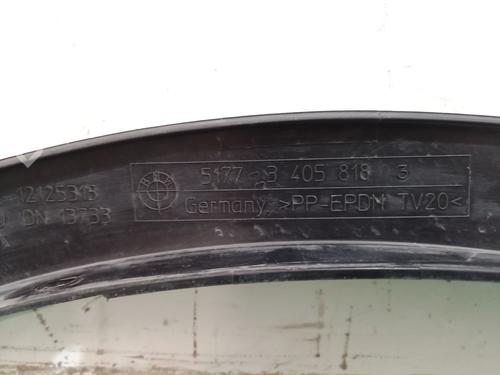 12125313
DN 13733
5177 3 405 818 3
Germany >PP-EPDM TV20<